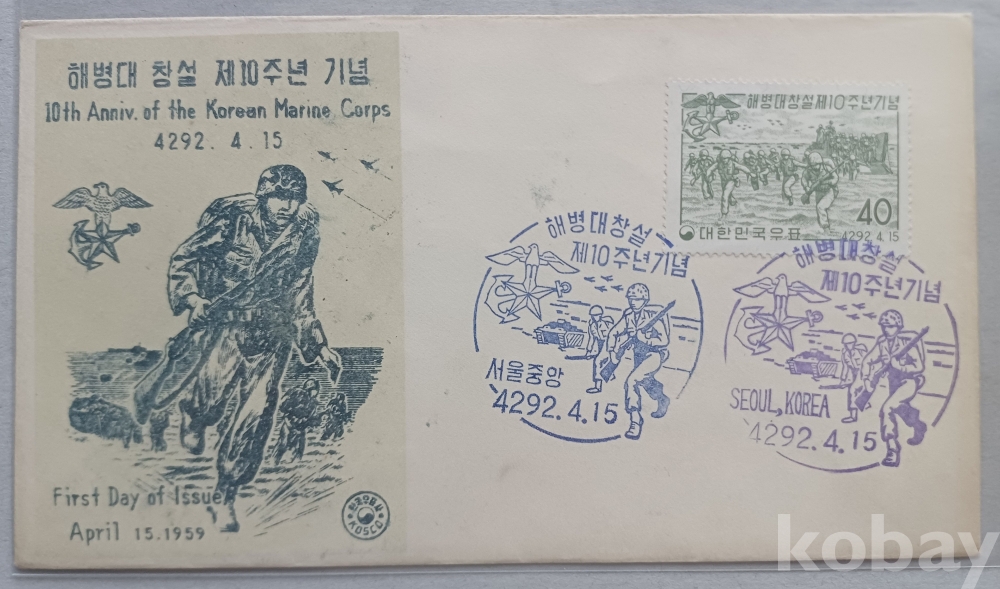 해병대 창설 제10주년 기념
10th Anniv. of the Korean Marine Corps
4292. 4. 15
First Day of Issue
April 15.1959
KOSCO
해병대창설제10주년기념
40
대한민국우표
4292.4.15
해병대창설
제10주년기념
서울중앙
4292.4.15
해병대창설
제10주년기념
SEOUL, KOREA
4292.4.15
kobay